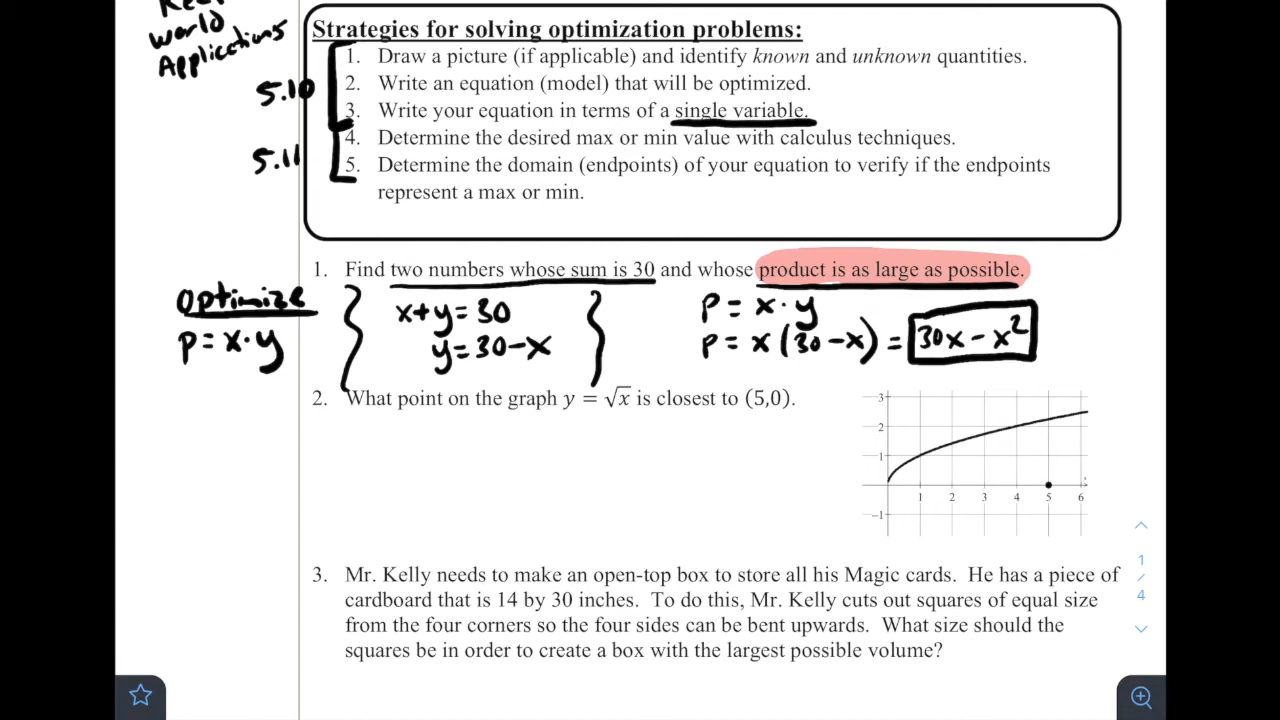 Real
world
Applications
Strategies for solving optimization problems:
1. Draw a picture (if applicable) and identify known and unknown quantities.
2. Write an equation (model) that will be optimized.
3. Write your equation in terms of a single variable.
4. Determine the desired max or min value with calculus techniques.
5. Determine the domain (endpoints) of your equation to verify if the endpoints
represent a max or min.
5.10
5.11
1. Find two numbers whose sum is 30 and whose product is as large as possible.
Optimize
P = x · y
x + y = 30
y = 30 - x
P = x · y
P = x (30 - x) = 30x - x²
2. What point on the graph y = √x is closest to (5,0).
3
2
1
-1
1 2 3 4 5 6
3. Mr. Kelly needs to make an open-top box to store all his Magic cards. He has a piece of
cardboard that is 14 by 30 inches. To do this, Mr. Kelly cuts out squares of equal size
from the four corners so the four sides can be bent upwards. What size should the
squares be in order to create a box with the largest possible volume?
1
/
4